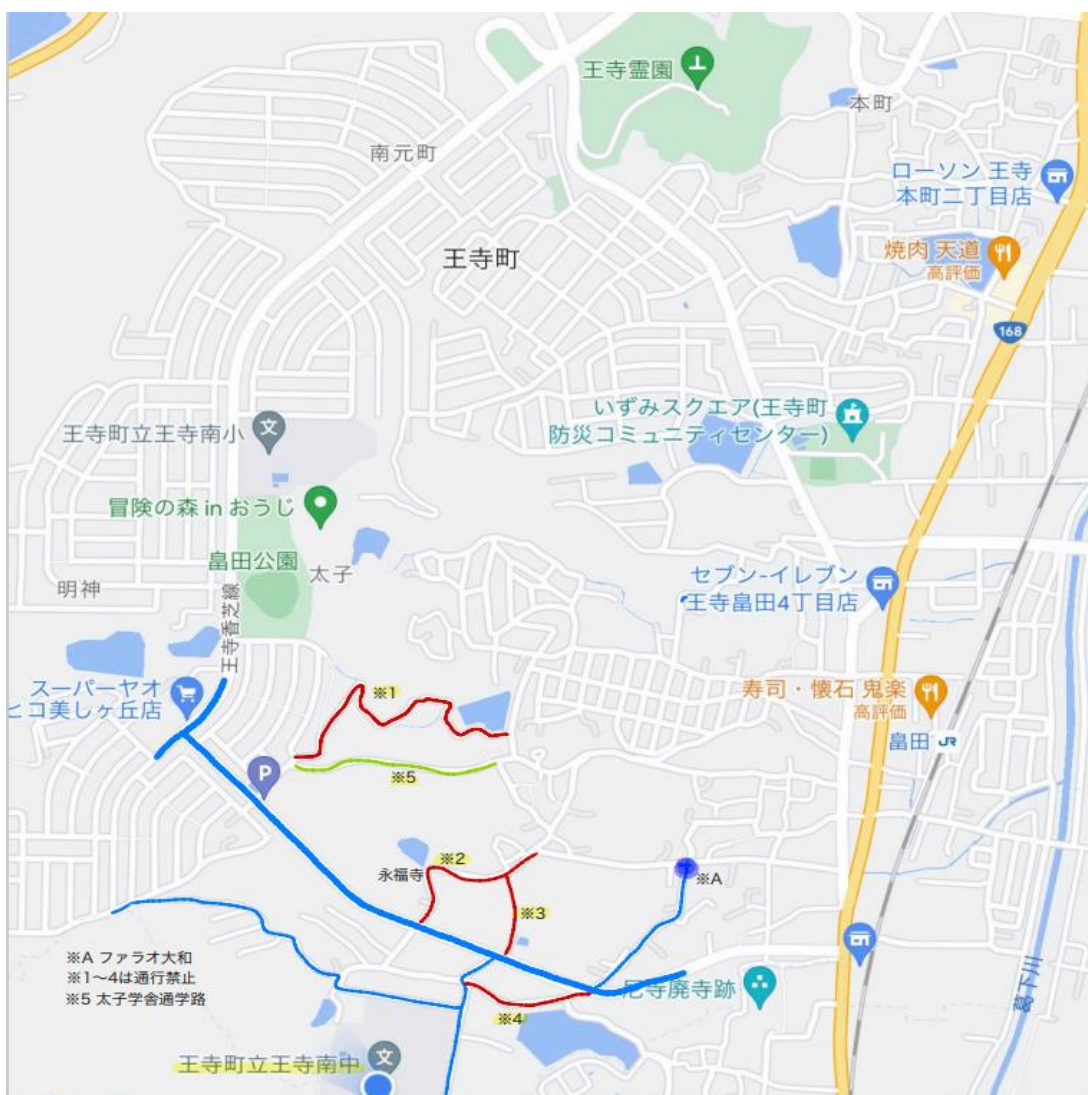 王寺霊園
本町
南元町
ローソン 王寺
本町二丁目店
王寺町
焼肉 天道
高評価
168
いずみスクエア(王寺町
防災コミュニティセンター)
王寺町立王寺南小
文
冒険の森 in おうじ
畠田公園
太子
明神
セブン-イレブン
王寺畠田4丁目店
王寺香芝線
スーパーヤオ
ヒコ美しヶ丘店
※1
寿司・懐石 鬼楽
高評価
畠田 JR
P
※5
※2
永福寺
※A
※3
※A ファラオ大和
※1〜4は通行禁止
※5 太子学舎通学路
尼寺廃寺跡
葛下川
※4
王寺町立王寺南中
文